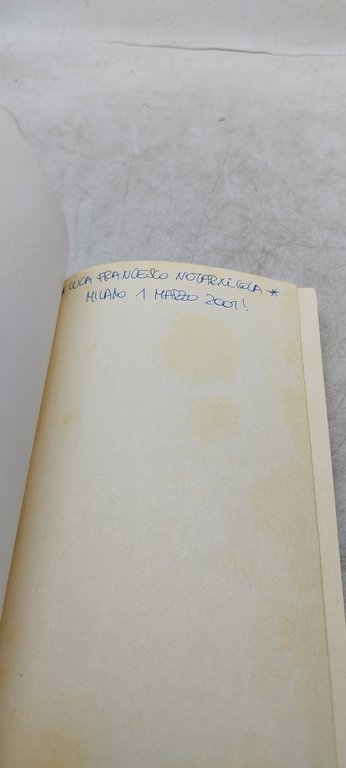 * LUCA FRANCESCO NOTARNICOLA *
MILANO 1 MARZO 2001!